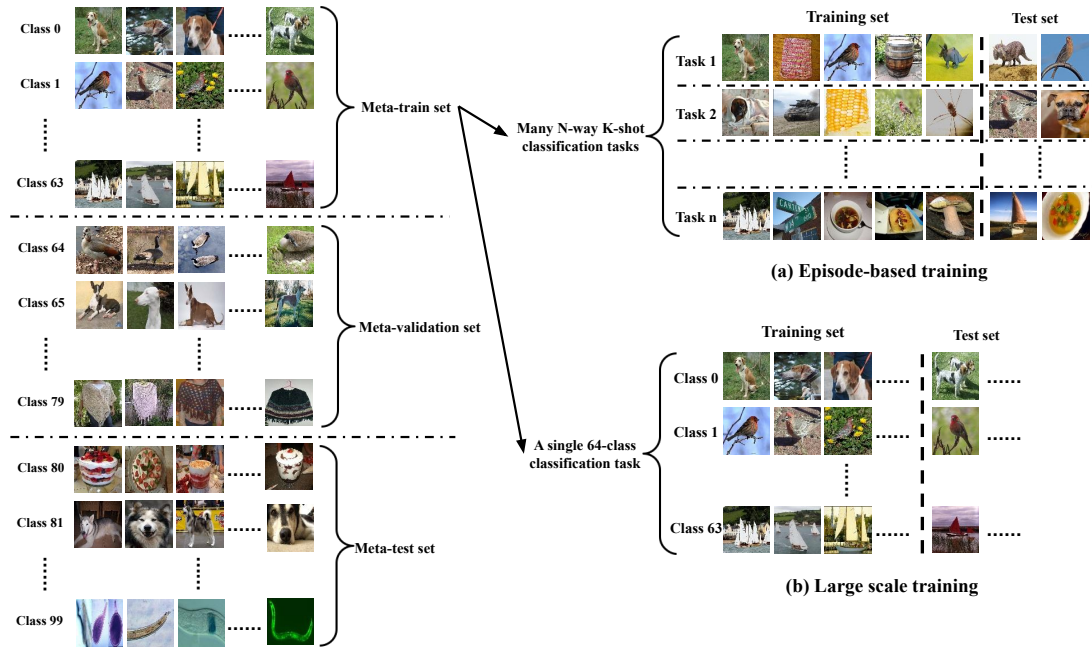 Class 0
Class 1
Class 63
Meta-train set
Class 64
Class 65
Class 79
Meta-validation set
Class 80
Class 81
Class 99
Meta-test set
Many N-way K-shot
classification tasks
Training set
Test set
Task 1
Task 2
Task n
(a) Episode-based training
A single 64-class
classification task
Training set
Test set
Class 0
Class 1
Class 63
(b) Large scale training